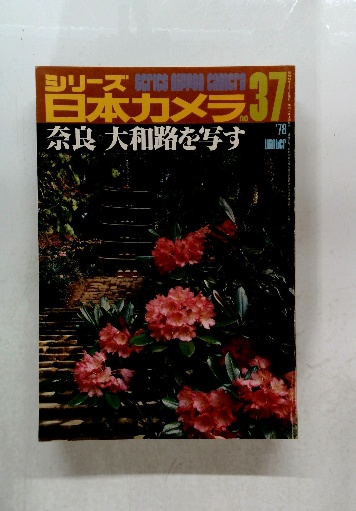 シリーズ series nippon camera
日本カメラ no 37
'78
奈良 大和路を写す